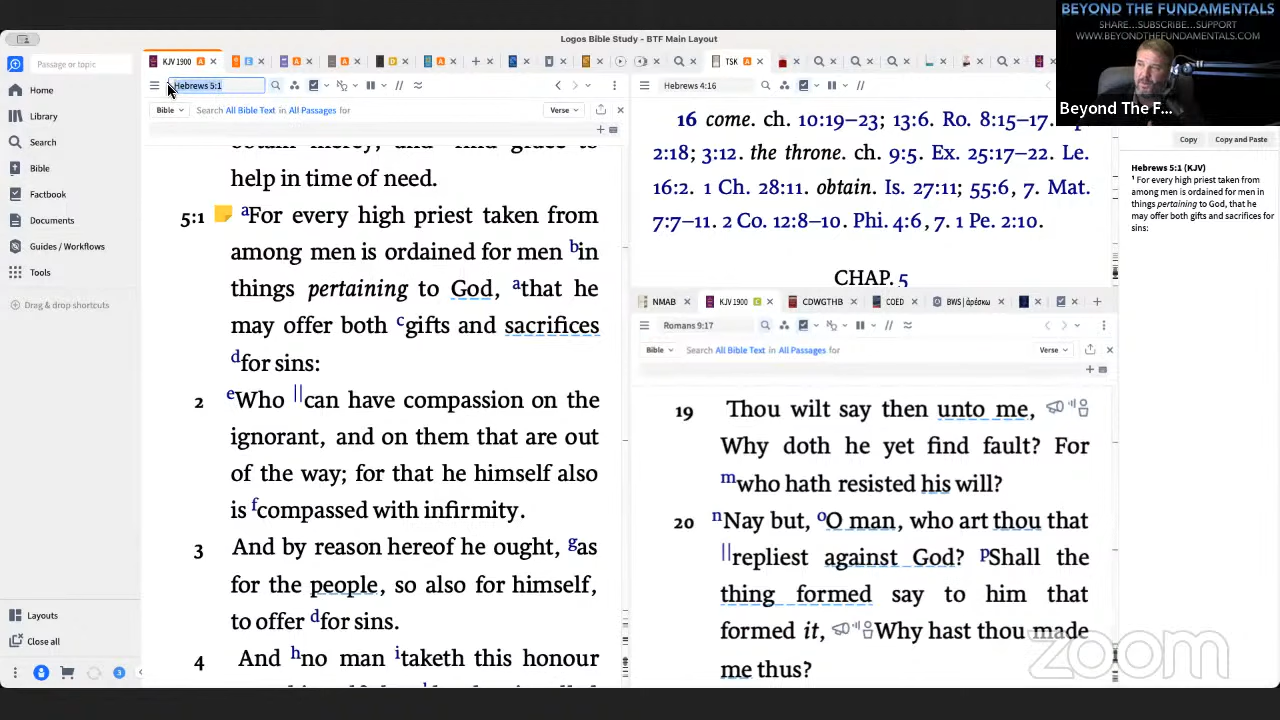 BEYOND THE FUNDAMENTALS
SHARE...SUBSCRIBE...SUPPORT
WWW.BEYONDTHEFUNDAMENTALS.COM
Beyond The F...
Logos Bible Study - BTF Main Layout
Passage or topic
Home
Library
Search
Bible
Factbook
Documents
Guides / Workflows
Tools
Drag & drop shortcuts
Layouts
Close all
3
KJV 1900 A
E
A
A
D
A
Hebrews 5:1
Bible
Search All Bible Text in All Passages for
Verse
help in time of need.
5:1 aFor every high priest taken from
among men is ordained for men bin
things pertaining to God, athat he
may offer both cgifts and sacrifices
dfor sins:
2 eWho ||can have compassion on the
ignorant, and on them that are out
of the way; for that he himself also
is fcompassed with infirmity.
3 And by reason hereof he ought, gas
for the people, so also for himself,
to offer dfor sins.
4 And hno man itaketh this honour
TSK A
Hebrews 4:16
16 come. ch. 10:19–23; 13:6. Ro. 8:15–17.
2:18; 3:12. the throne. ch. 9:5. Ex. 25:17–22. Le.
16:2. 1 Ch. 28:11. obtain. Is. 27:11; 55:6, 7. Mat.
7:7–11. 2 Co. 12:8–10. Phi. 4:6, 7. 1 Pe. 2:10.
CHAP. 5
NMAB
KJV 1900 C
CDWGTHB
COED
BWS | ἀρέσκω
Romans 9:17
Bible
Search All Bible Text in All Passages for
Verse
19 Thou wilt say then unto me,
Why doth he yet find fault? For
mwho hath resisted his will?
20 nNay but, oO man, who art thou that
||repliest against God? pShall the
thing formed say to him that
formed it, Why hast thou made
me thus?
Copy
Copy and Paste
Hebrews 5:1 (KJV)
1 For every high priest taken from
among men is ordained for men in
things pertaining to God, that he
may offer both gifts and sacrifices for
sins:
zoom